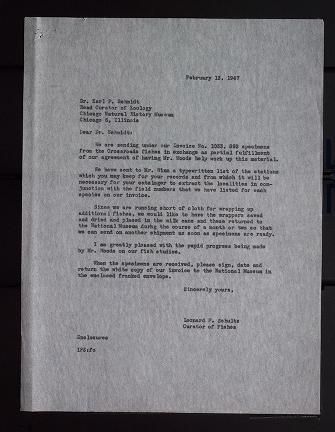 February 13, 1947
Dr. Karl P. Schmidt
Head Curator of Zoology
Chicago Natural History Museum
Chicago 5, Illinois
Dear Dr. Schmidt:
We are sending under our Invoice No. 1033, 293 specimens
from the Crossroads fishes in exchange as partial fulfillment
of our agreement of having Mr. Woods help work up this material.
We have sent to Mr. a typewritten list of the stations
which you may keep for your records and from which it will be
necessary for your cataloger to extract the localities in con-
junction with the field numbers that we have listed for each
species on our invoice.
Since we are running short of cloth for wrapping up
additional fishes, we would like to have the wrappers saved
and dried and placed in the milk cans and these returned to
the National Museum during the course of a month or two so that
we can send on another shipment as soon as specimens are ready.
I am greatly pleased with the rapid progress being made
by Mr. Woods on our fish studies.
When the specimens are received, please sign, date and
return the white copy of our invoice to the National Museum in
the enclosed franked envelope.
Sincerely yours,
Leonard P. Schultz
Curator of Fishes
Enclosures
LPS:fc